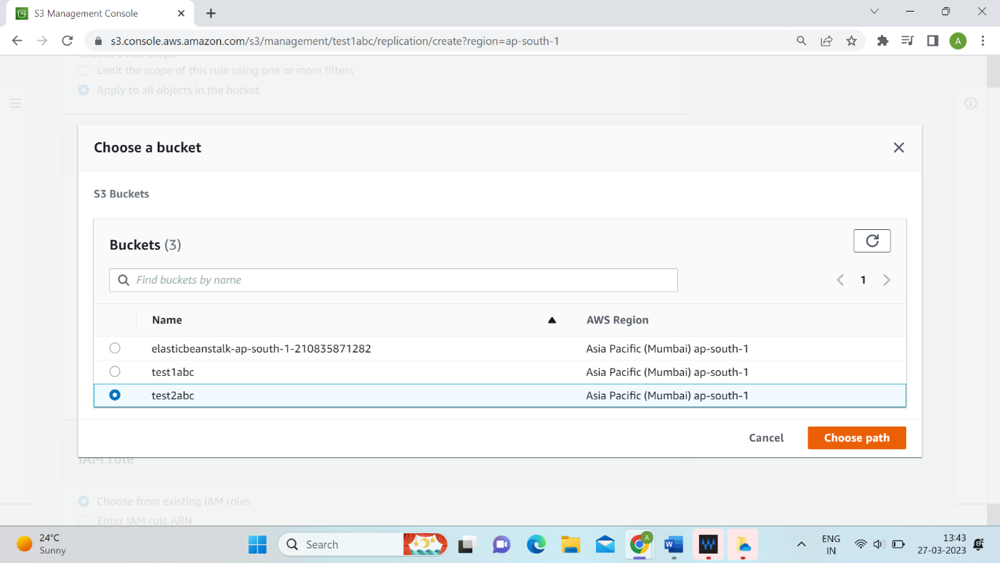 S3 Management Console
s3.console.aws.amazon.com/s3/management/test1abc/replication/create?region=ap-south-1
A
Choose a rule scope
Limit the scope of this rule using one or more filters
Apply to all objects in the bucket
Choose a bucket
S3 Buckets
Buckets (3)
Find buckets by name
1
Name AWS Region
elasticbeanstalk-ap-south-1-210835871282 Asia Pacific (Mumbai) ap-south-1
test1abc Asia Pacific (Mumbai) ap-south-1
test2abc Asia Pacific (Mumbai) ap-south-1
Cancel Choose path
IAM role
Choose from existing IAM roles
Enter IAM role ARN
24°C
Sunny
Search
A
ENG
IN
13:43
27-03-2023